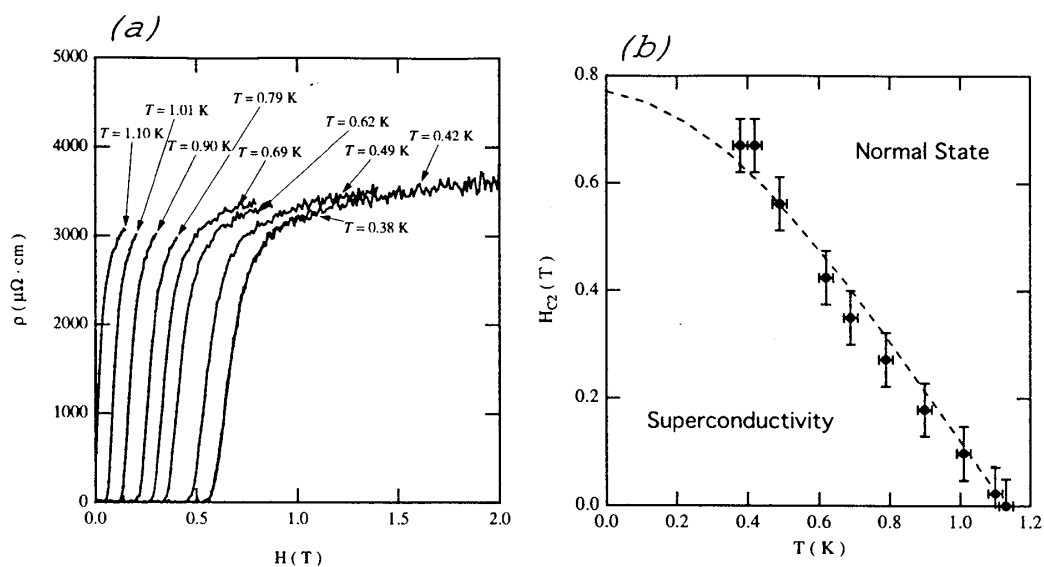 (a)
5000
4000
3000
2000
1000
0
ρ (μΩ · cm)
T = 1.10 K
T = 1.01 K
T = 0.90 K
T = 0.79 K
T = 0.69 K
T = 0.62 K
T = 0.49 K
T = 0.42 K
T = 0.38 K
0.0 0.5 1.0 1.5 2.0
H (T)
(b)
0.8
0.6
0.4
0.2
0.0
H_C2 (T)
Normal State
Superconductivity
0.0 0.2 0.4 0.6 0.8 1.0 1.2
T (K)